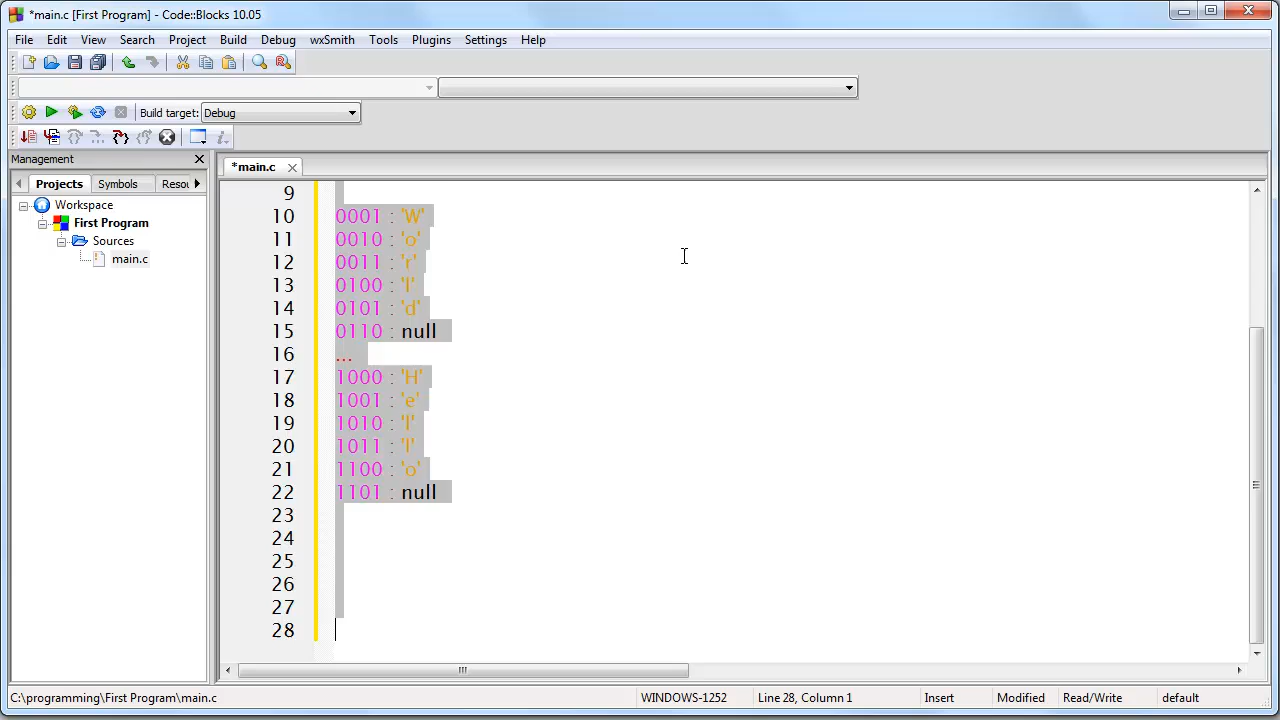 *main.c [First Program] - Code::Blocks 10.05
File Edit View Search Project Build Debug wxSmith Tools Plugins Settings Help
Build target: Debug
Management
Projects Symbols Resou
*main.c
Workspace
First Program
Sources
main.c
9
10 0001 : 'W'
11 0010 : 'o'
12 0011 : 'r'
13 0100 : 'l'
14 0101 : 'd'
15 0110 : null
16 ...
17 1000 : 'H'
18 1001 : 'e'
19 1010 : 'l'
20 1011 : 'l'
21 1100 : 'o'
22 1101 : null
23
24
25
26
27
28
C:\programming\First Program\main.c WINDOWS-1252 Line 28, Column 1 Insert Modified Read/Write default